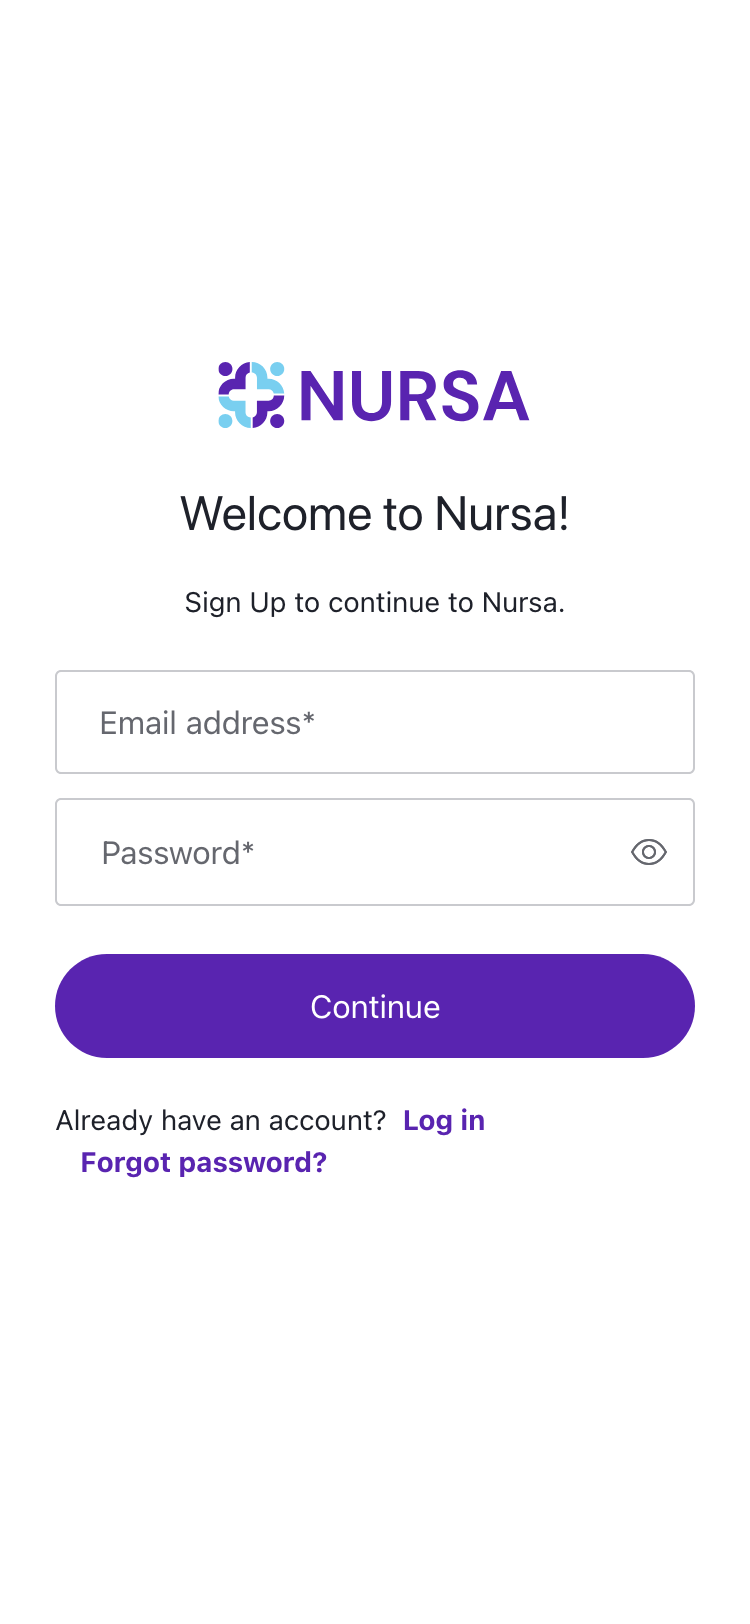 NURSA
Welcome to Nursa!
Sign Up to continue to Nursa.
Email address*
Password*
Continue
Already have an account? Log in
Forgot password?